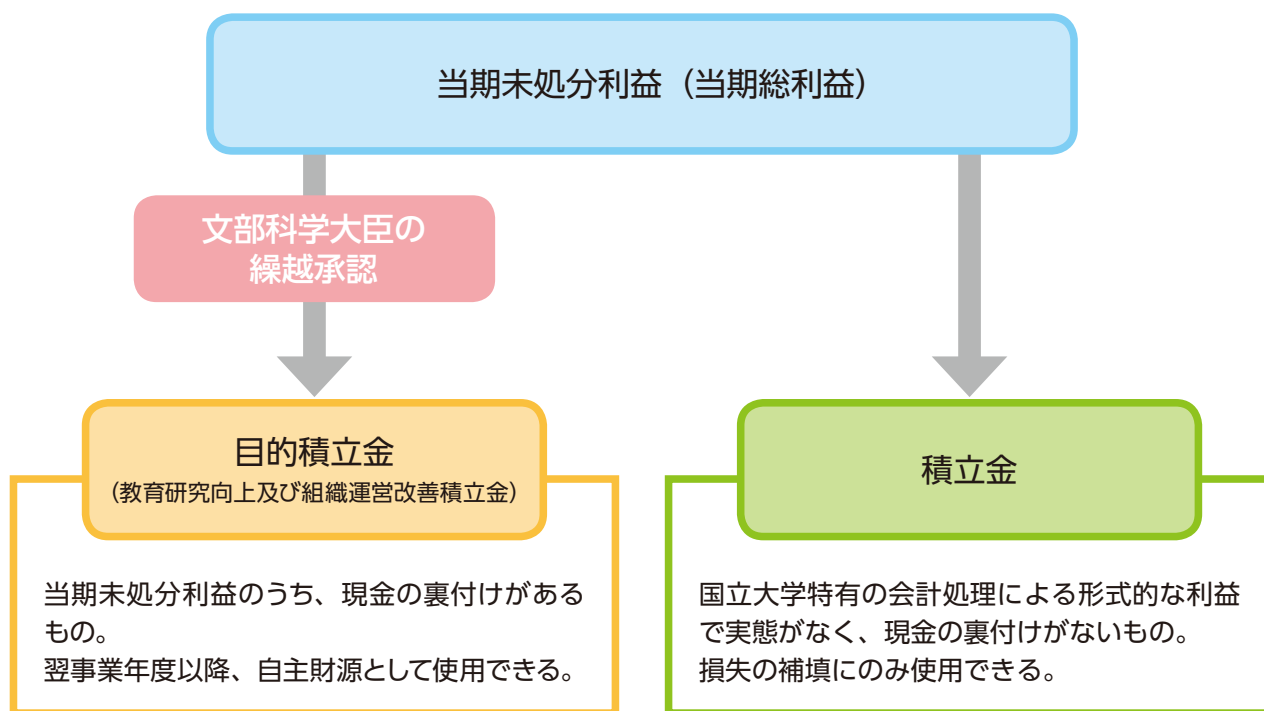 当期未処分利益（当期総利益）
文部科学大臣の
繰越承認
目的積立金
（教育研究向上及び組織運営改善積立金）
当期未処分利益のうち、現金の裏付けがある
もの。
翌事業年度以降、自主財源として使用できる。
積立金
国立大学特有の会計処理による形式的な利益
で実態がなく、現金の裏付けがないもの。
損失の補填にのみ使用できる。